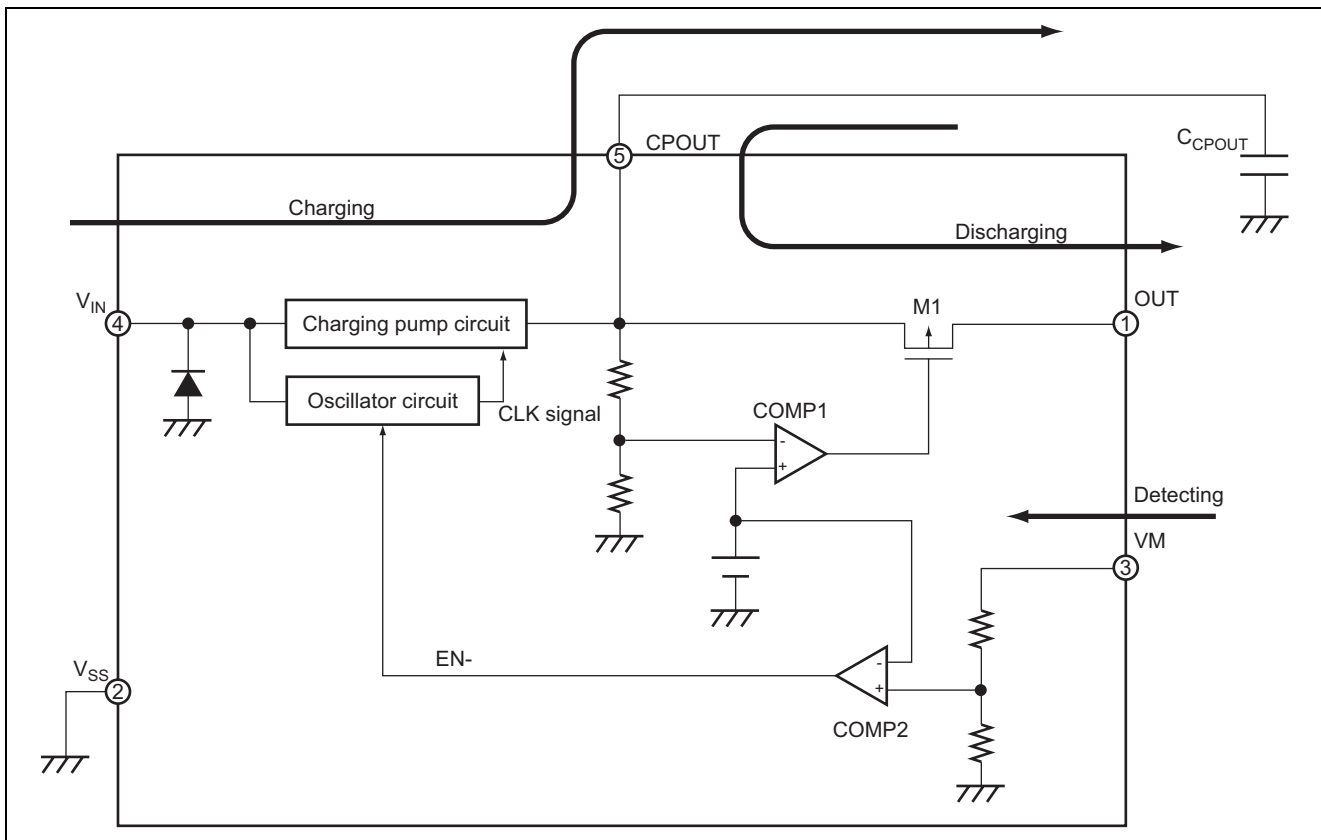 5
CPOUT
C_CPOUT
Charging
Discharging
V_IN
4
Charging pump circuit
M1
OUT
1
Oscillator circuit
CLK signal
COMP1
-
+
Detecting
VM
3
EN-
-
+
COMP2
V_SS
2